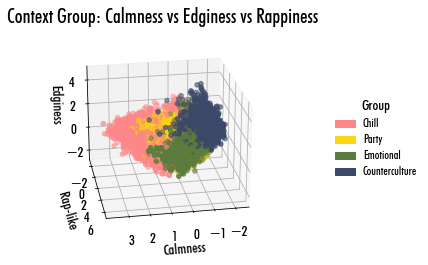 Context Group: Calmness vs Edginess vs Rappiness
4
2
0
−2
Edginess
−2
0
2
4
6
Rap-like
3
2
1
0
−1
−2
Calmness
Group
Chill
Party
Emotional
Counterculture